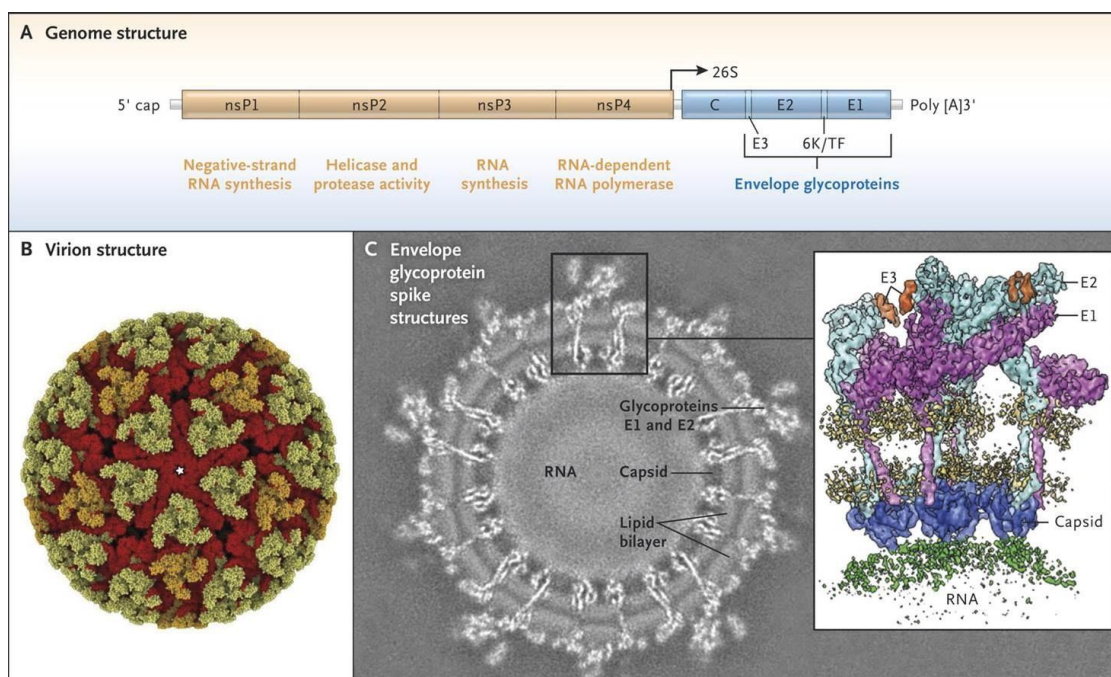 A Genome structure
26S
5' cap
nsP1
nsP2
nsP3
nsP4
C
E2
E1
Poly [A]3'
E3
6K/TF
Negative-strand
RNA synthesis
Helicase and
protease activity
RNA
synthesis
RNA-dependent
RNA polymerase
Envelope glycoproteins
B Virion structure
C Envelope
glycoprotein
spike
structures
Glycoproteins
E1 and E2
RNA
Capsid
Lipid
bilayer
E3
E2
E1
Capsid
RNA